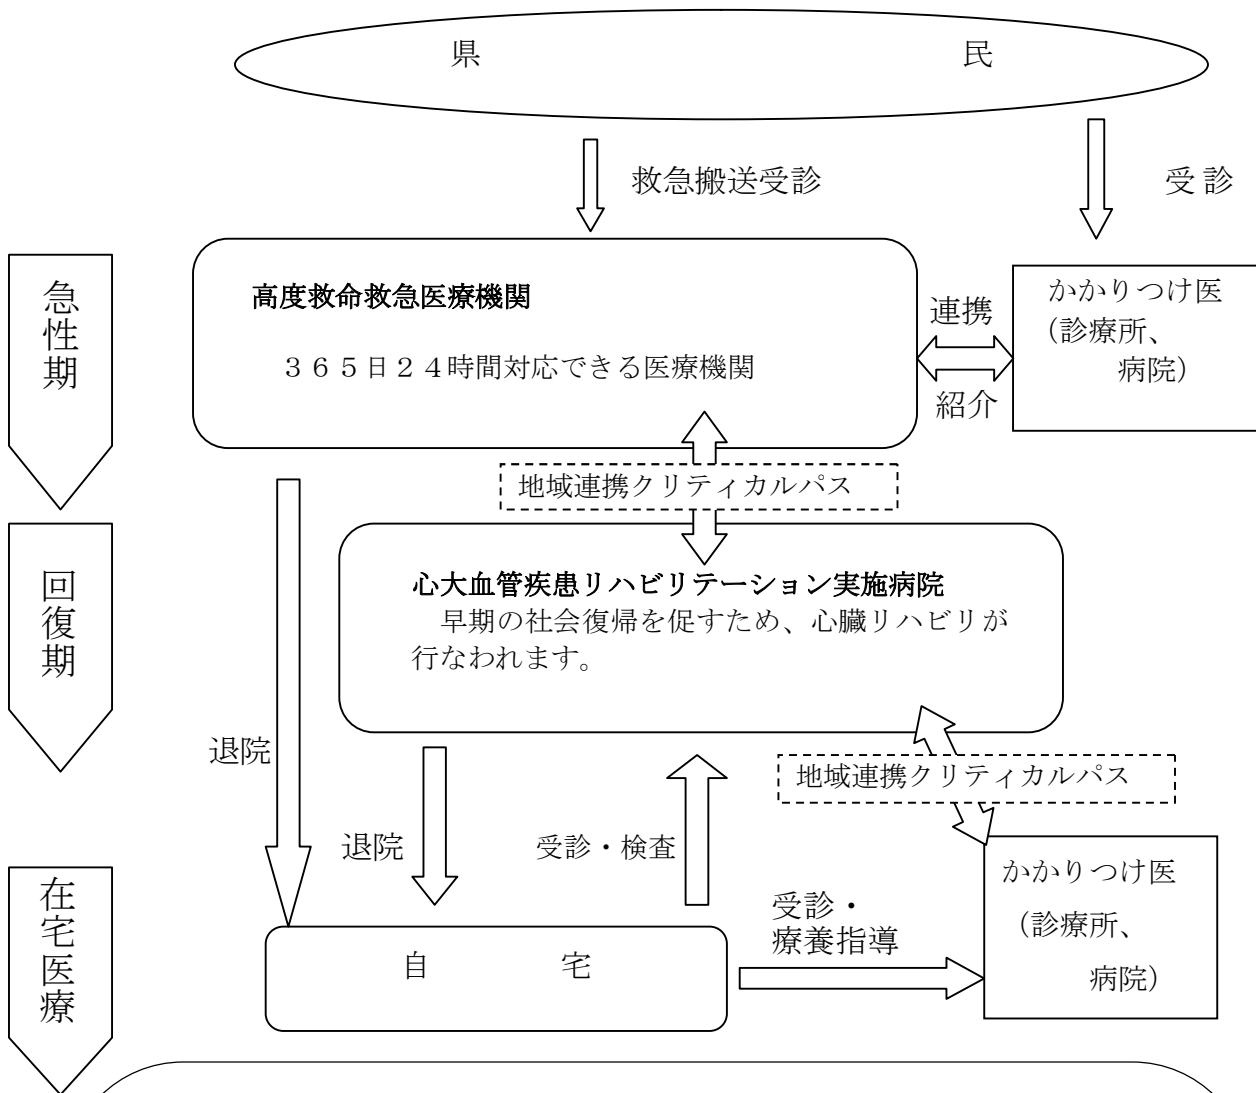 県　　　　　　　民
救急搬送受診
受 診
急性期
高度救命救急医療機関
３６５日２４時間対応できる医療機関
連携
紹介
かかりつけ医
（診療所、
病院）
地域連携クリティカルパス
回復期
心大血管疾患リハビリテーション実施病院
早期の社会復帰を促すため、心臓リハビリが
行なわれます。
退院
地域連携クリティカルパス
退院
受診・検査
在宅医療
自　　　宅
受診・
療養指導
かかりつけ医
（診療所、
病院）